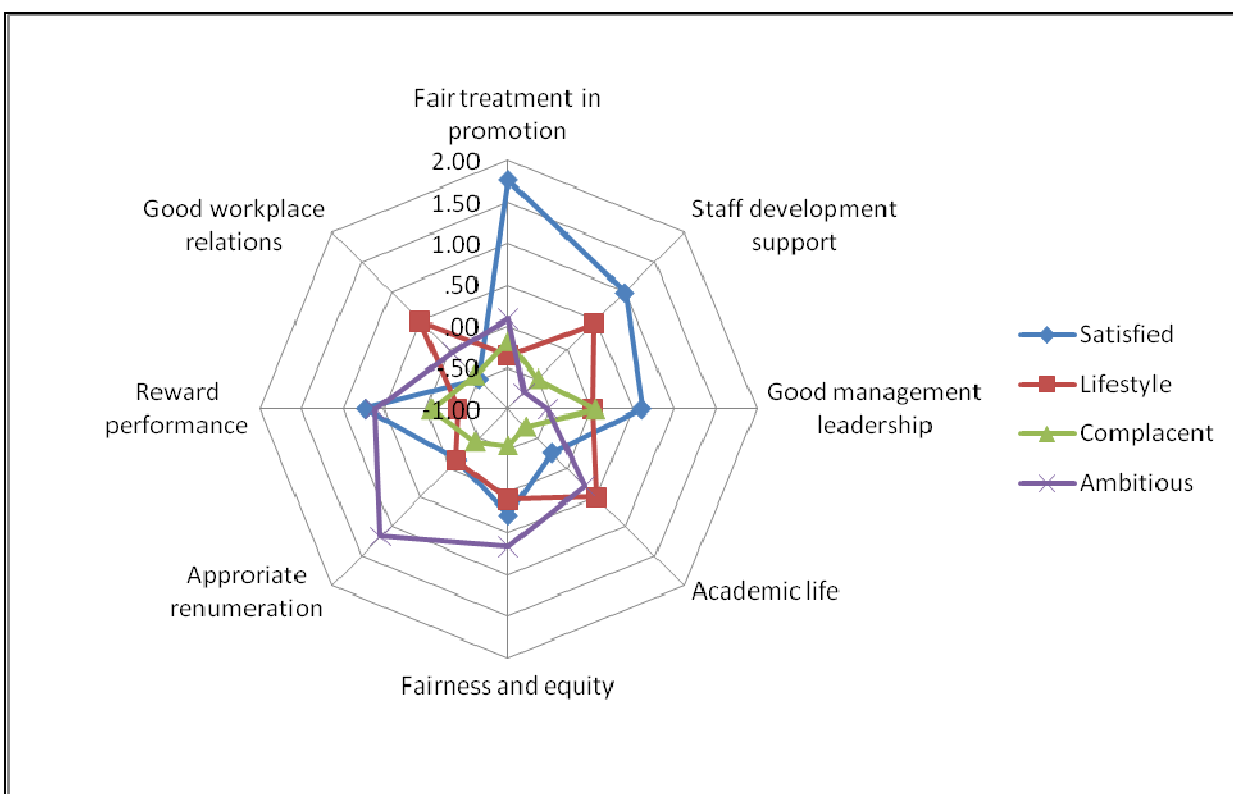 Fair treatment in
promotion
2.00
1.50
1.00
.50
.00
-.50
-1.00
Staff development
support
Good management
leadership
Academic life
Fairness and equity
Approriate
renumeration
Reward
performance
Good workplace
relations
Satisfied
Lifestyle
Complacent
Ambitious